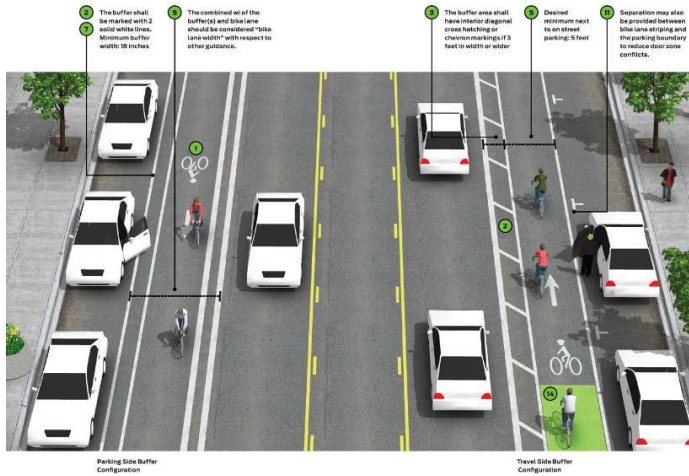 2
7
The buffer shall
be marked with 2
solid white lines.
Minimum buffer
width: 18 inches
5
The combined wi of the
buffer(s) and bike lane
should be considered "bike
lane width" with respect to
other guidance.
3
The buffer area shall
have interior diagonal
cross hatching or
chevron markings if 3
feet in width or wider
5
Desired
minimum next
to on street
parking: 5 feet
11
Separation may also
be provided between
bike lane striping and
the parking boundary
to reduce door zone
conflicts.
1
2
14
Parking Side Buffer
Configuration
Travel Side Buffer
Configuration